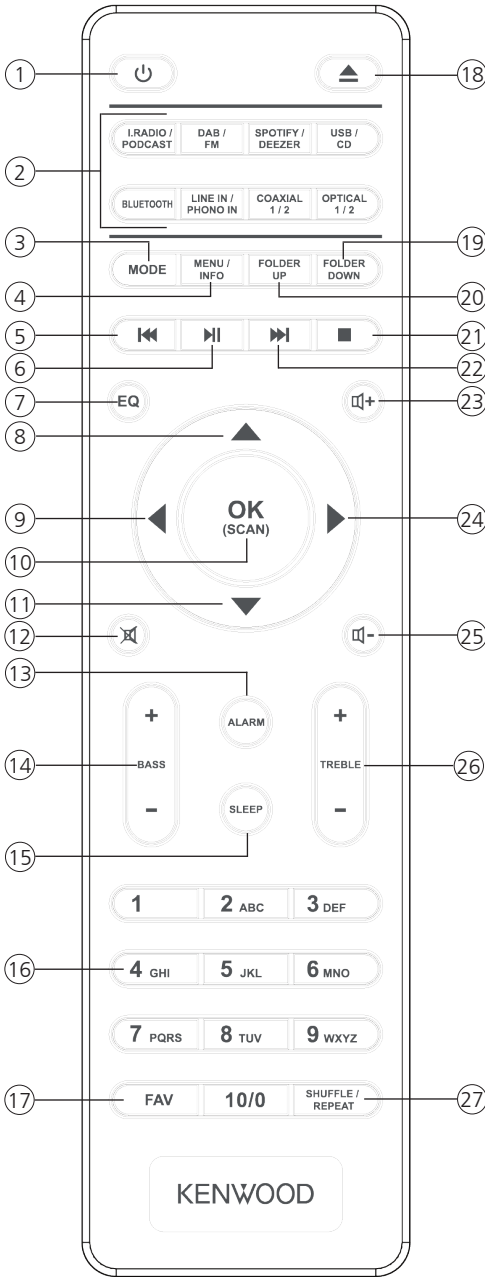 1
18
I.RADIO / PODCAST
DAB / FM
SPOTIFY / DEEZER
USB / CD
2
BLUETOOTH
LINE IN / PHONO IN
COAXIAL 1 / 2
OPTICAL 1 / 2
3
19
MODE
MENU / INFO
FOLDER UP
FOLDER DOWN
4
20
5
21
6
22
7
EQ
+
23
8
9
OK
(SCAN)
24
10
11
12
-
25
13
ALARM
+
+
14
BASS
TREBLE
26
-
-
SLEEP
15
1
2 ABC
3 DEF
16
4 GHI
5 JKL
6 MNO
7 PQRS
8 TUV
9 WXYZ
17
FAV
10/0
SHUFFLE / REPEAT
27
KENWOOD